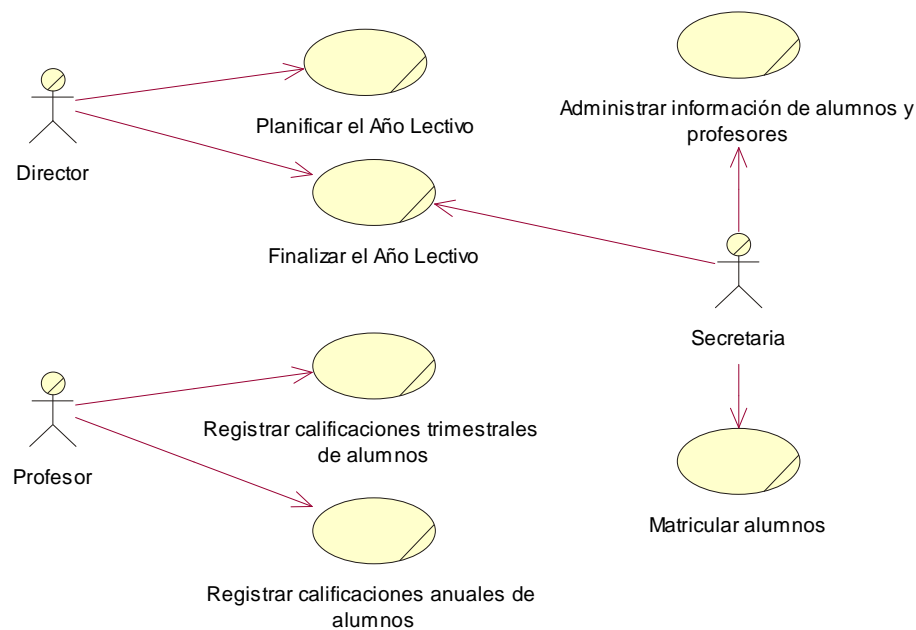 Planificar el Año Lectivo
Director
Finalizar el Año Lectivo
Administrar información de alumnos y
profesores
Secretaria
Registrar calificaciones trimestrales
de alumnos
Profesor
Registrar calificaciones anuales de
alumnos
Matricular alumnos